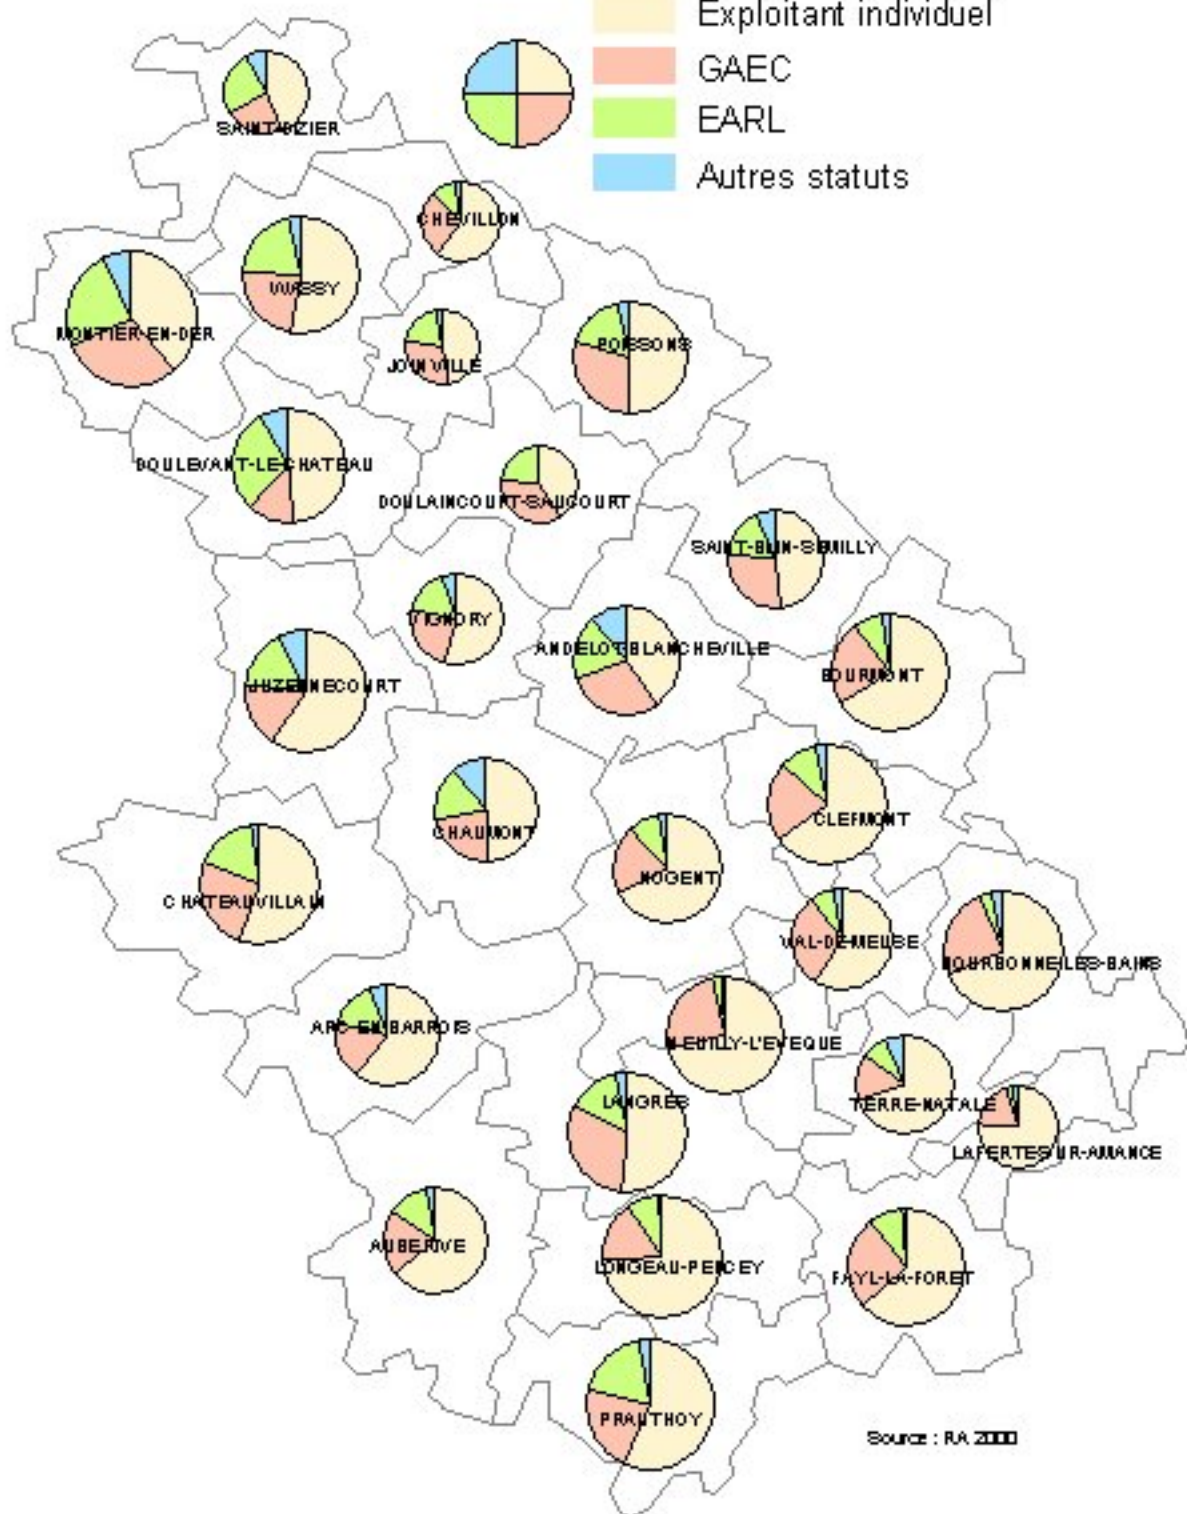 Exploitant individuel
GAEC
EARL
Autres statuts
SAINT-DIZIER
CHEVILLON
WASSY
MONTIER-EN-DER
POISSONS
JOINVILLE
DOULEVANT-LE-CHATEAU
DOULAINCOURT-SAUCOURT
SAINT-BLIN-SEMILLY
VIGNORY
ANDELOT-BLANCHEVILLE
BOURMONT
JUZENNECOURT
CLEFMONT
CHAUMONT
NOGENT
CHATEAUVILLAIN
VAL-DE-MEUSE
BOURBONNE-LES-BAINS
ARC-EN-BARROIS
NEUILLY-L'EVEQUE
LANGRES
TERRE-NATALE
LAFERTE-SUR-AMANCE
AUBERIVE
LONGEAU-PERCEY
FAYL-LA-FORET
PRAUTHOY
Source : RA 2000